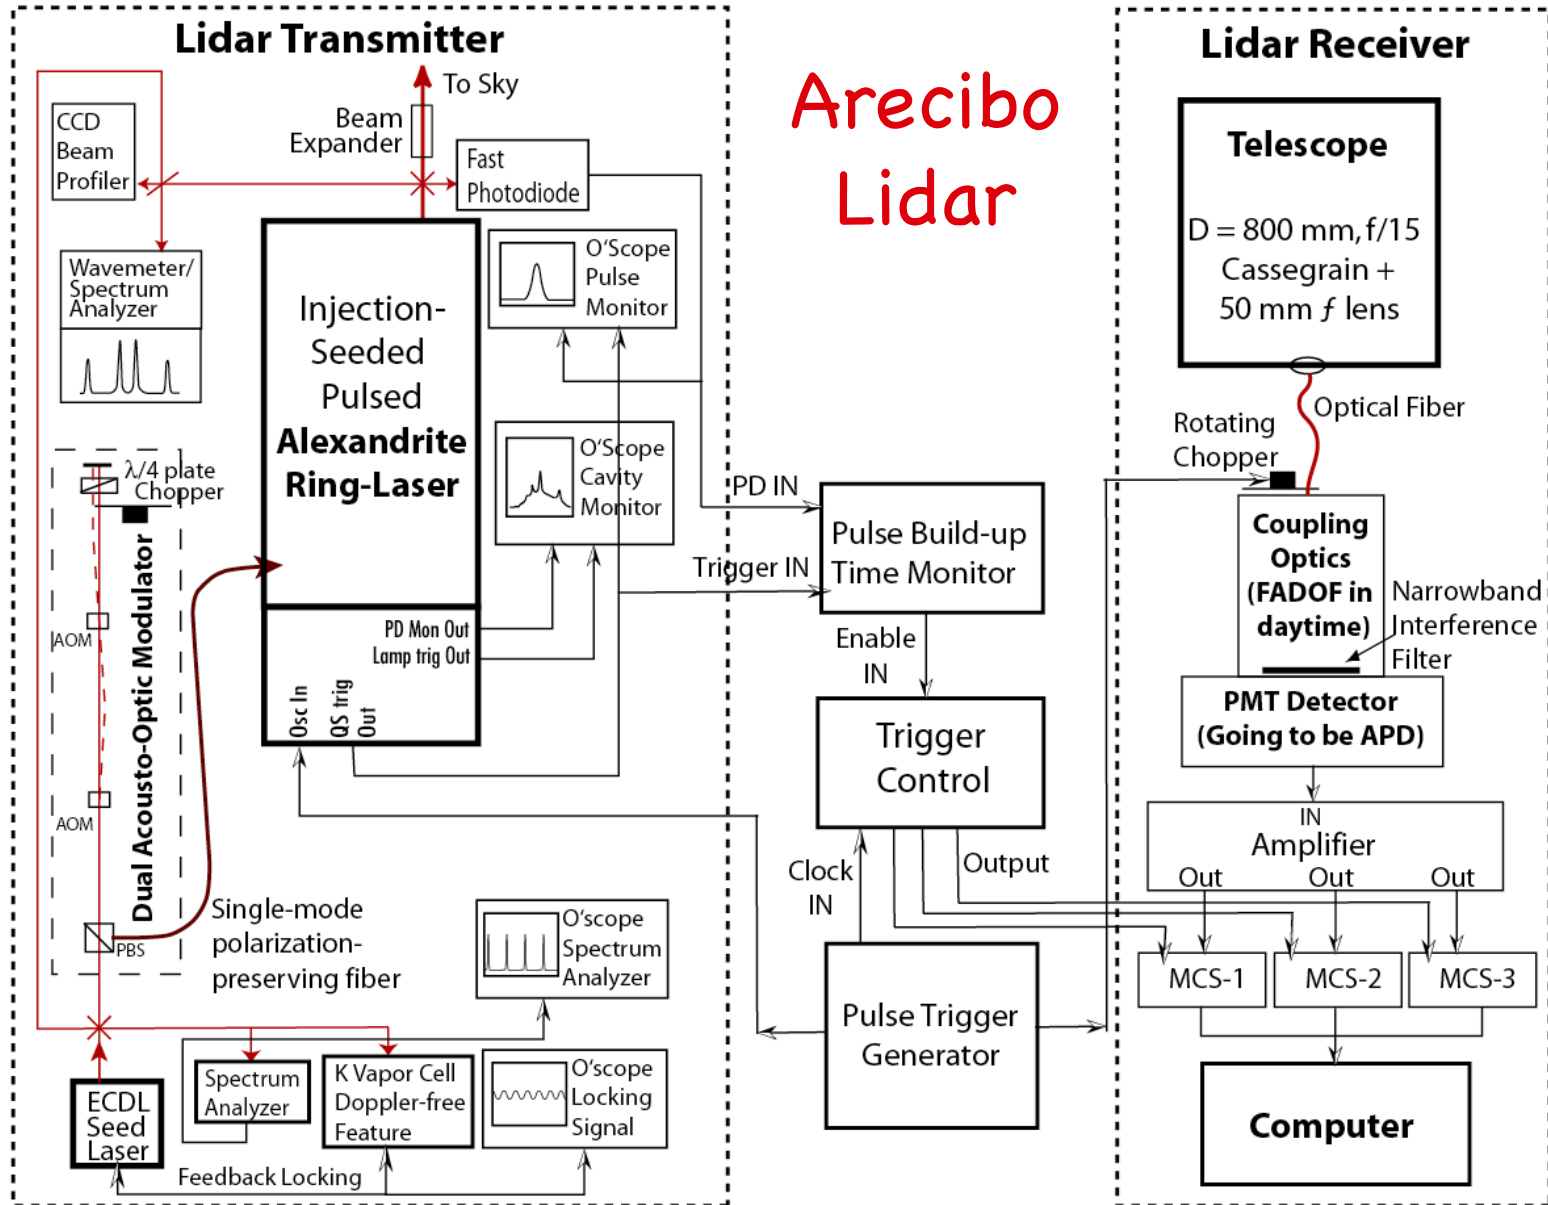 Lidar Transmitter
To Sky
Beam
Expander
CCD
Beam
Profiler
Fast
Photodiode
Wavemeter/
Spectrum
Analyzer
Injection-
Seeded
Pulsed
Alexandrite
Ring-Laser
O'Scope
Pulse
Monitor
O'Scope
Cavity
Monitor
λ/4 plate
Chopper
AOM
AOM
Dual Acousto-Optic Modulator
PBS
PD Mon Out
Lamp trig Out
Osc In
QS trig
Out
Single-mode
polarization-
preserving fiber
O'scope
Spectrum
Analyzer
ECDL
Seed
Laser
Spectrum
Analyzer
K Vapor Cell
Doppler-free
Feature
O'scope
Locking
Signal
Feedback Locking
Arecibo
Lidar
PD IN
Trigger IN
Pulse Build-up
Time Monitor
Enable
IN
Trigger
Control
Clock
IN
Output
Pulse Trigger
Generator
Lidar Receiver
Telescope
D = 800 mm, f/15
Cassegrain +
50 mm ƒ lens
Optical Fiber
Rotating
Chopper
Coupling
Optics
(FADOF in
daytime)
Narrowband
Interference
Filter
PMT Detector
(Going to be APD)
IN
Amplifier
Out Out Out
MCS-1 MCS-2 MCS-3
Computer